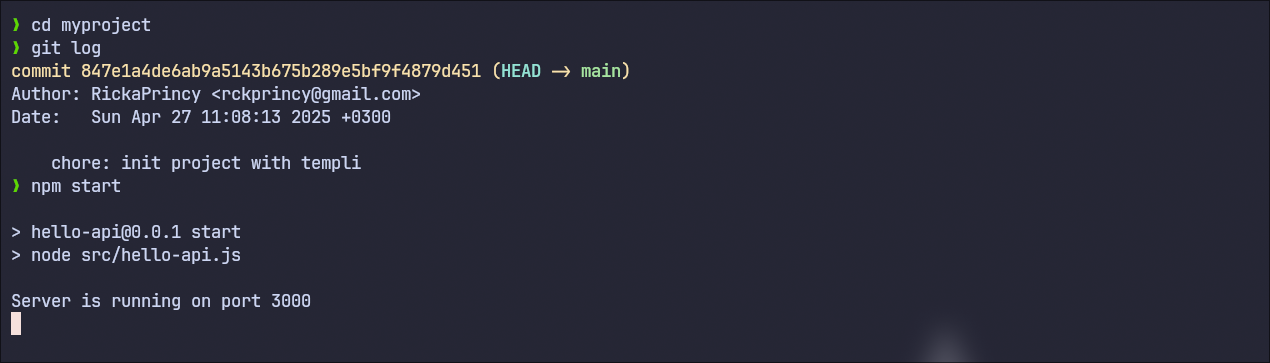 ❯ cd myproject
❯ git log
commit 847e1a4de6ab9a5143b675b289e5bf9f4879d451 (HEAD -> main)
Author: RickaPrincy <rckprincy@gmail.com>
Date:   Sun Apr 27 11:08:13 2025 +0300
    chore: init project with templi
❯ npm start
> hello-api@0.0.1 start
> node src/hello-api.js
Server is running on port 3000